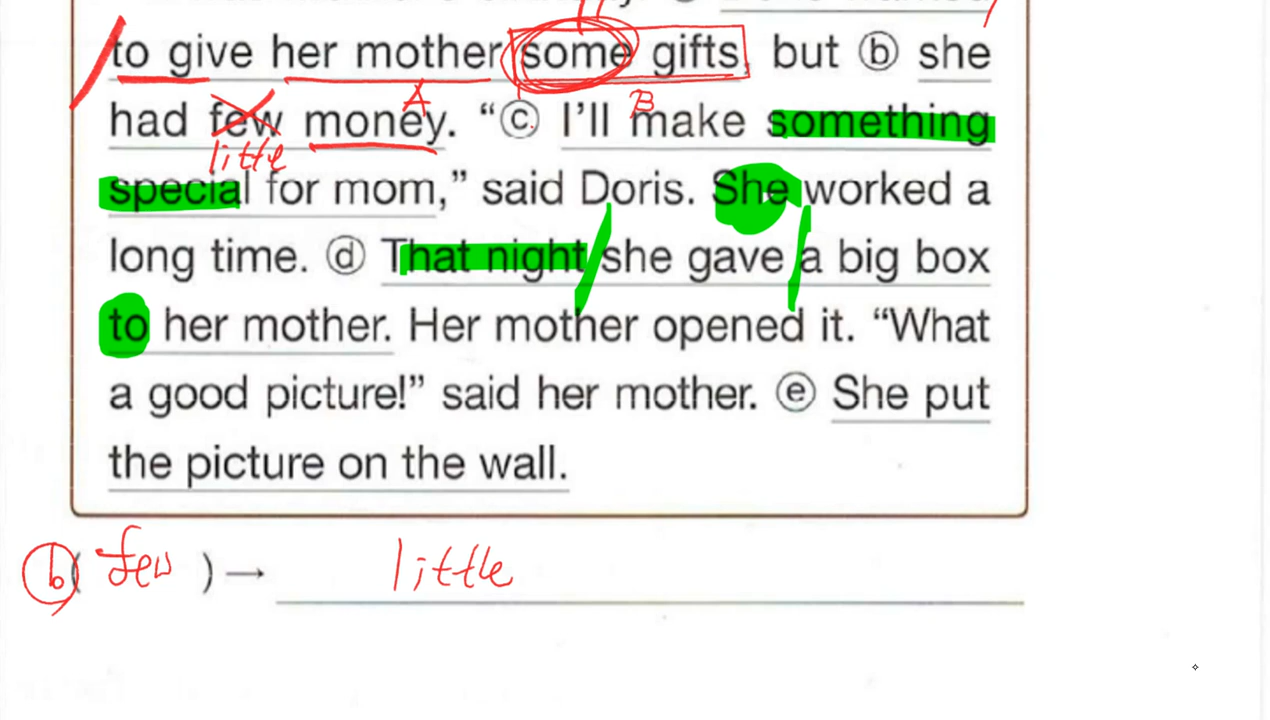 to give her mother some gifts, but ⓑ she
A B
had few money. “ⓒ I’ll make something
little
special for mom,” said Doris. She worked a
long time. ⓓ That night she gave a big box
to her mother. Her mother opened it. “What
a good picture!” said her mother. ⓔ She put
the picture on the wall.
ⓑ( few ) → little